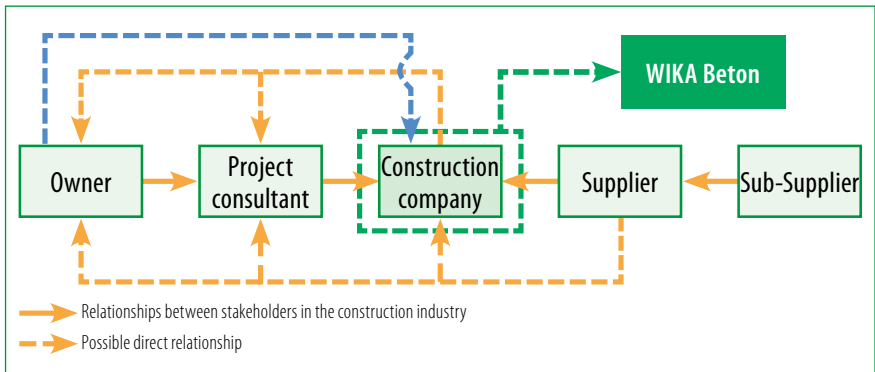 WIKA Beton
Owner
Project
consultant
Construction
company
Supplier
Sub-Supplier
Relationships between stakeholders in the construction industry
Possible direct relationship